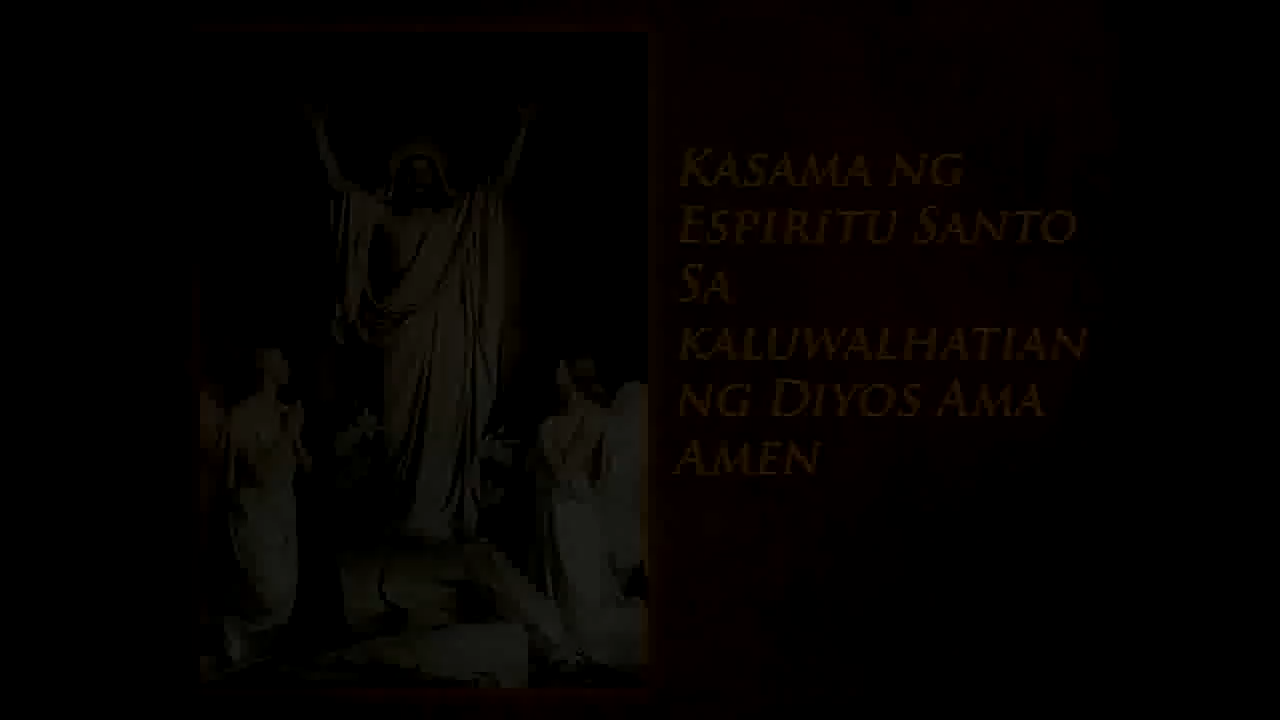 Kasama ng
Espiritu Santo
Sa
kaluwalhatian
ng Diyos Ama
Amen